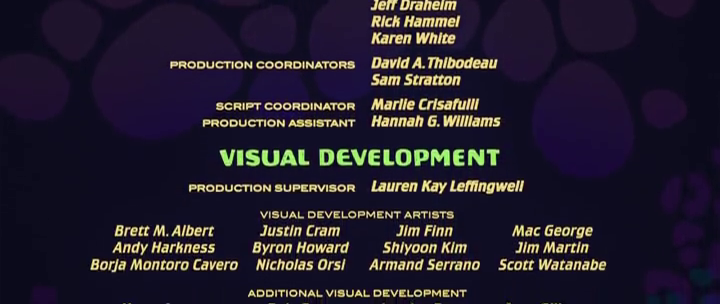 Jeff Draheim
Rick Hammel
Karen White
PRODUCTION COORDINATORS David A. Thibodeau
Sam Stratton
SCRIPT COORDINATOR Marlie Crisafulli
PRODUCTION ASSISTANT Hannah G. Williams
VISUAL DEVELOPMENT
PRODUCTION SUPERVISOR Lauren Kay Leffingwell
VISUAL DEVELOPMENT ARTISTS
Brett M. Albert Justin Cram Jim Finn Mac George
Andy Harkness Byron Howard Shiyoon Kim Jim Martin
Borja Montoro Cavero Nicholas Orsi Armand Serrano Scott Watanabe
ADDITIONAL VISUAL DEVELOPMENT